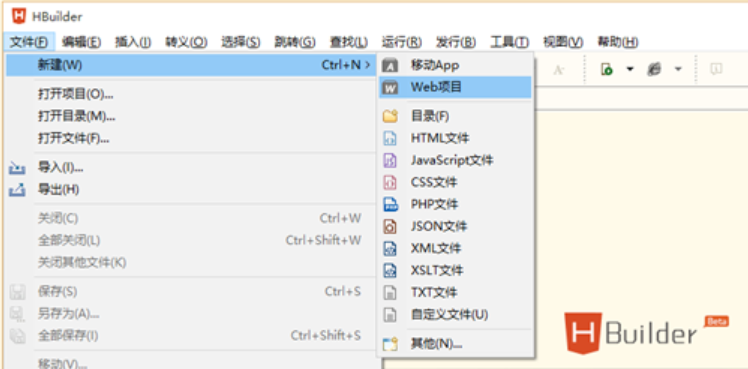 HBuilder
文件(F) 编辑(E) 插入(I) 转义(O) 选择(S) 跳转(G) 查找(L) 运行(R) 发行(B) 工具(T) 视图(V) 帮助(H)
新建(W) Ctrl+N >
打开项目(O)...
打开目录(M)...
打开文件(F)...
导入(I)...
导出(H)
关闭(C) Ctrl+W
全部关闭(L) Ctrl+Shift+W
关闭其他文件(K)
保存(S) Ctrl+S
另存为(A)...
全部保存(I) Ctrl+Shift+S
移动(V)...
移动App
Web项目
目录(F)
HTML文件
JavaScript文件
CSS文件
PHP文件
JSON文件
XML文件
XSLT文件
TXT文件
自定义文件(U)
其他(N)...
HBuilder Beta